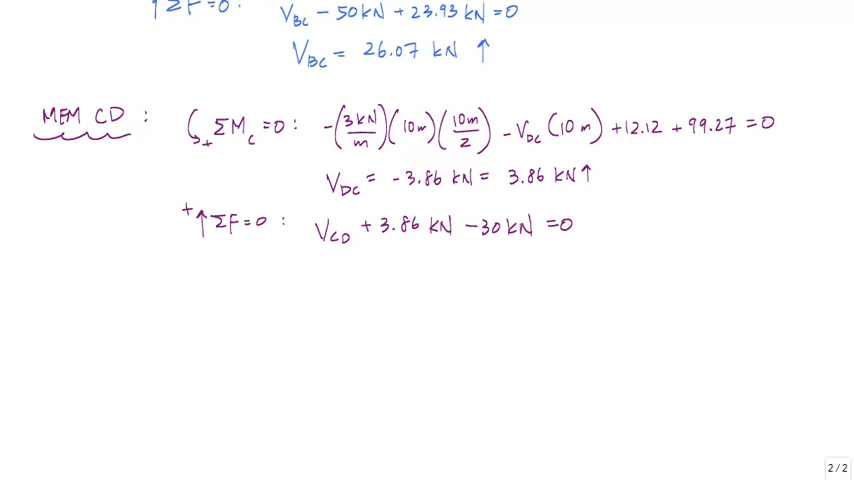 ↑ΣF=0: V_BC - 50 kN + 23.93 kN = 0
V_BC = 26.07 kN ↑
MEM CD : ΣM_C = 0: -(3 kN/m)(10 m)(10 m/2) - V_DC (10 m) + 12.12 + 99.27 = 0
V_DC = -3.86 kN = 3.86 kN ↑
+↑ΣF=0 : V_CD + 3.86 kN - 30 kN = 0
2 / 2